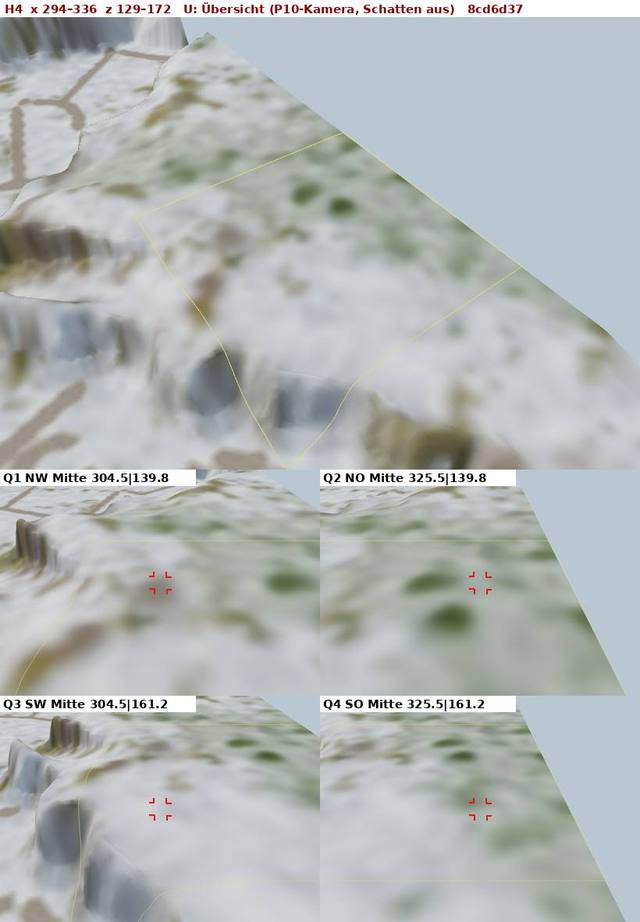 H4 x 294–336 z 129–172 U: Übersicht (P10-Kamera, Schatten aus) 8cd6d37
Q1 NW Mitte 304.5|139.8
Q2 NO Mitte 325.5|139.8
Q3 SW Mitte 304.5|161.2
Q4 SO Mitte 325.5|161.2